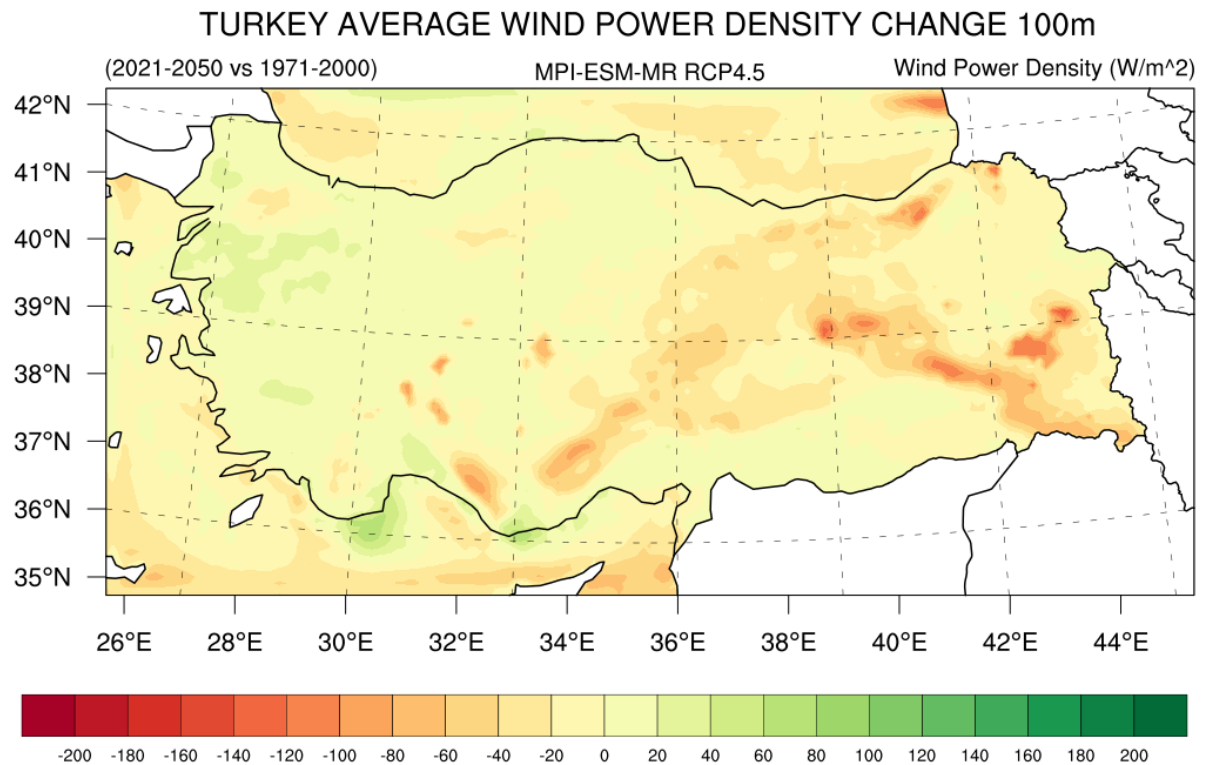 TURKEY AVERAGE WIND POWER DENSITY CHANGE 100m
(2021-2050 vs 1971-2000) MPI-ESM-MR RCP4.5 Wind Power Density (W/m^2)
42°N
41°N
40°N
39°N
38°N
37°N
36°N
35°N
26°E 28°E 30°E 32°E 34°E 36°E 38°E 40°E 42°E 44°E
-200 -180 -160 -140 -120 -100 -80 -60 -40 -20 0 20 40 60 80 100 120 140 160 180 200